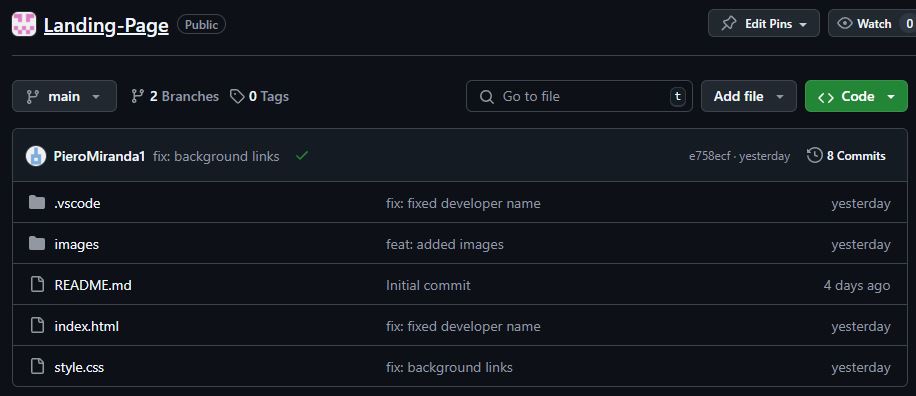 Landing-Page Public Edit Pins Watch 0
main 2 Branches 0 Tags Go to file t Add file Code
PieroMiranda1 fix: background links e758ecf · yesterday 8 Commits
.vscode fix: fixed developer name yesterday
images feat: added images yesterday
README.md Initial commit 4 days ago
index.html fix: fixed developer name yesterday
style.css fix: background links yesterday